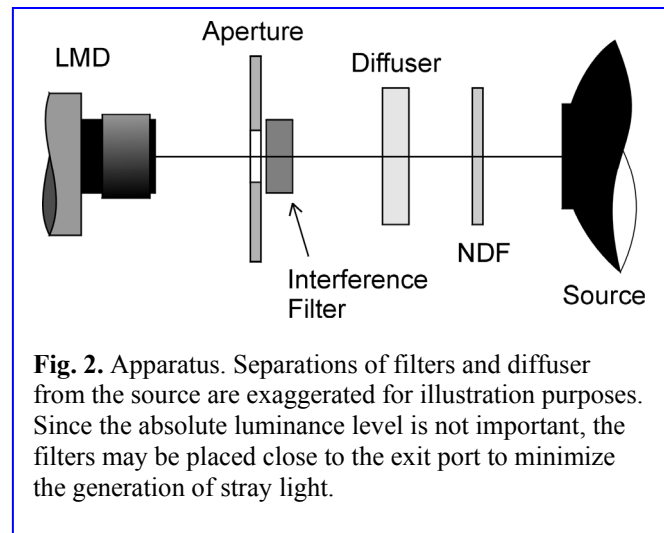 Aperture
LMD
Diffuser
Interference
Filter
NDF
Source
Fig. 2. Apparatus. Separations of filters and diffuser
from the source are exaggerated for illustration purposes.
Since the absolute luminance level is not important, the
filters may be placed close to the exit port to minimize
the generation of stray light.